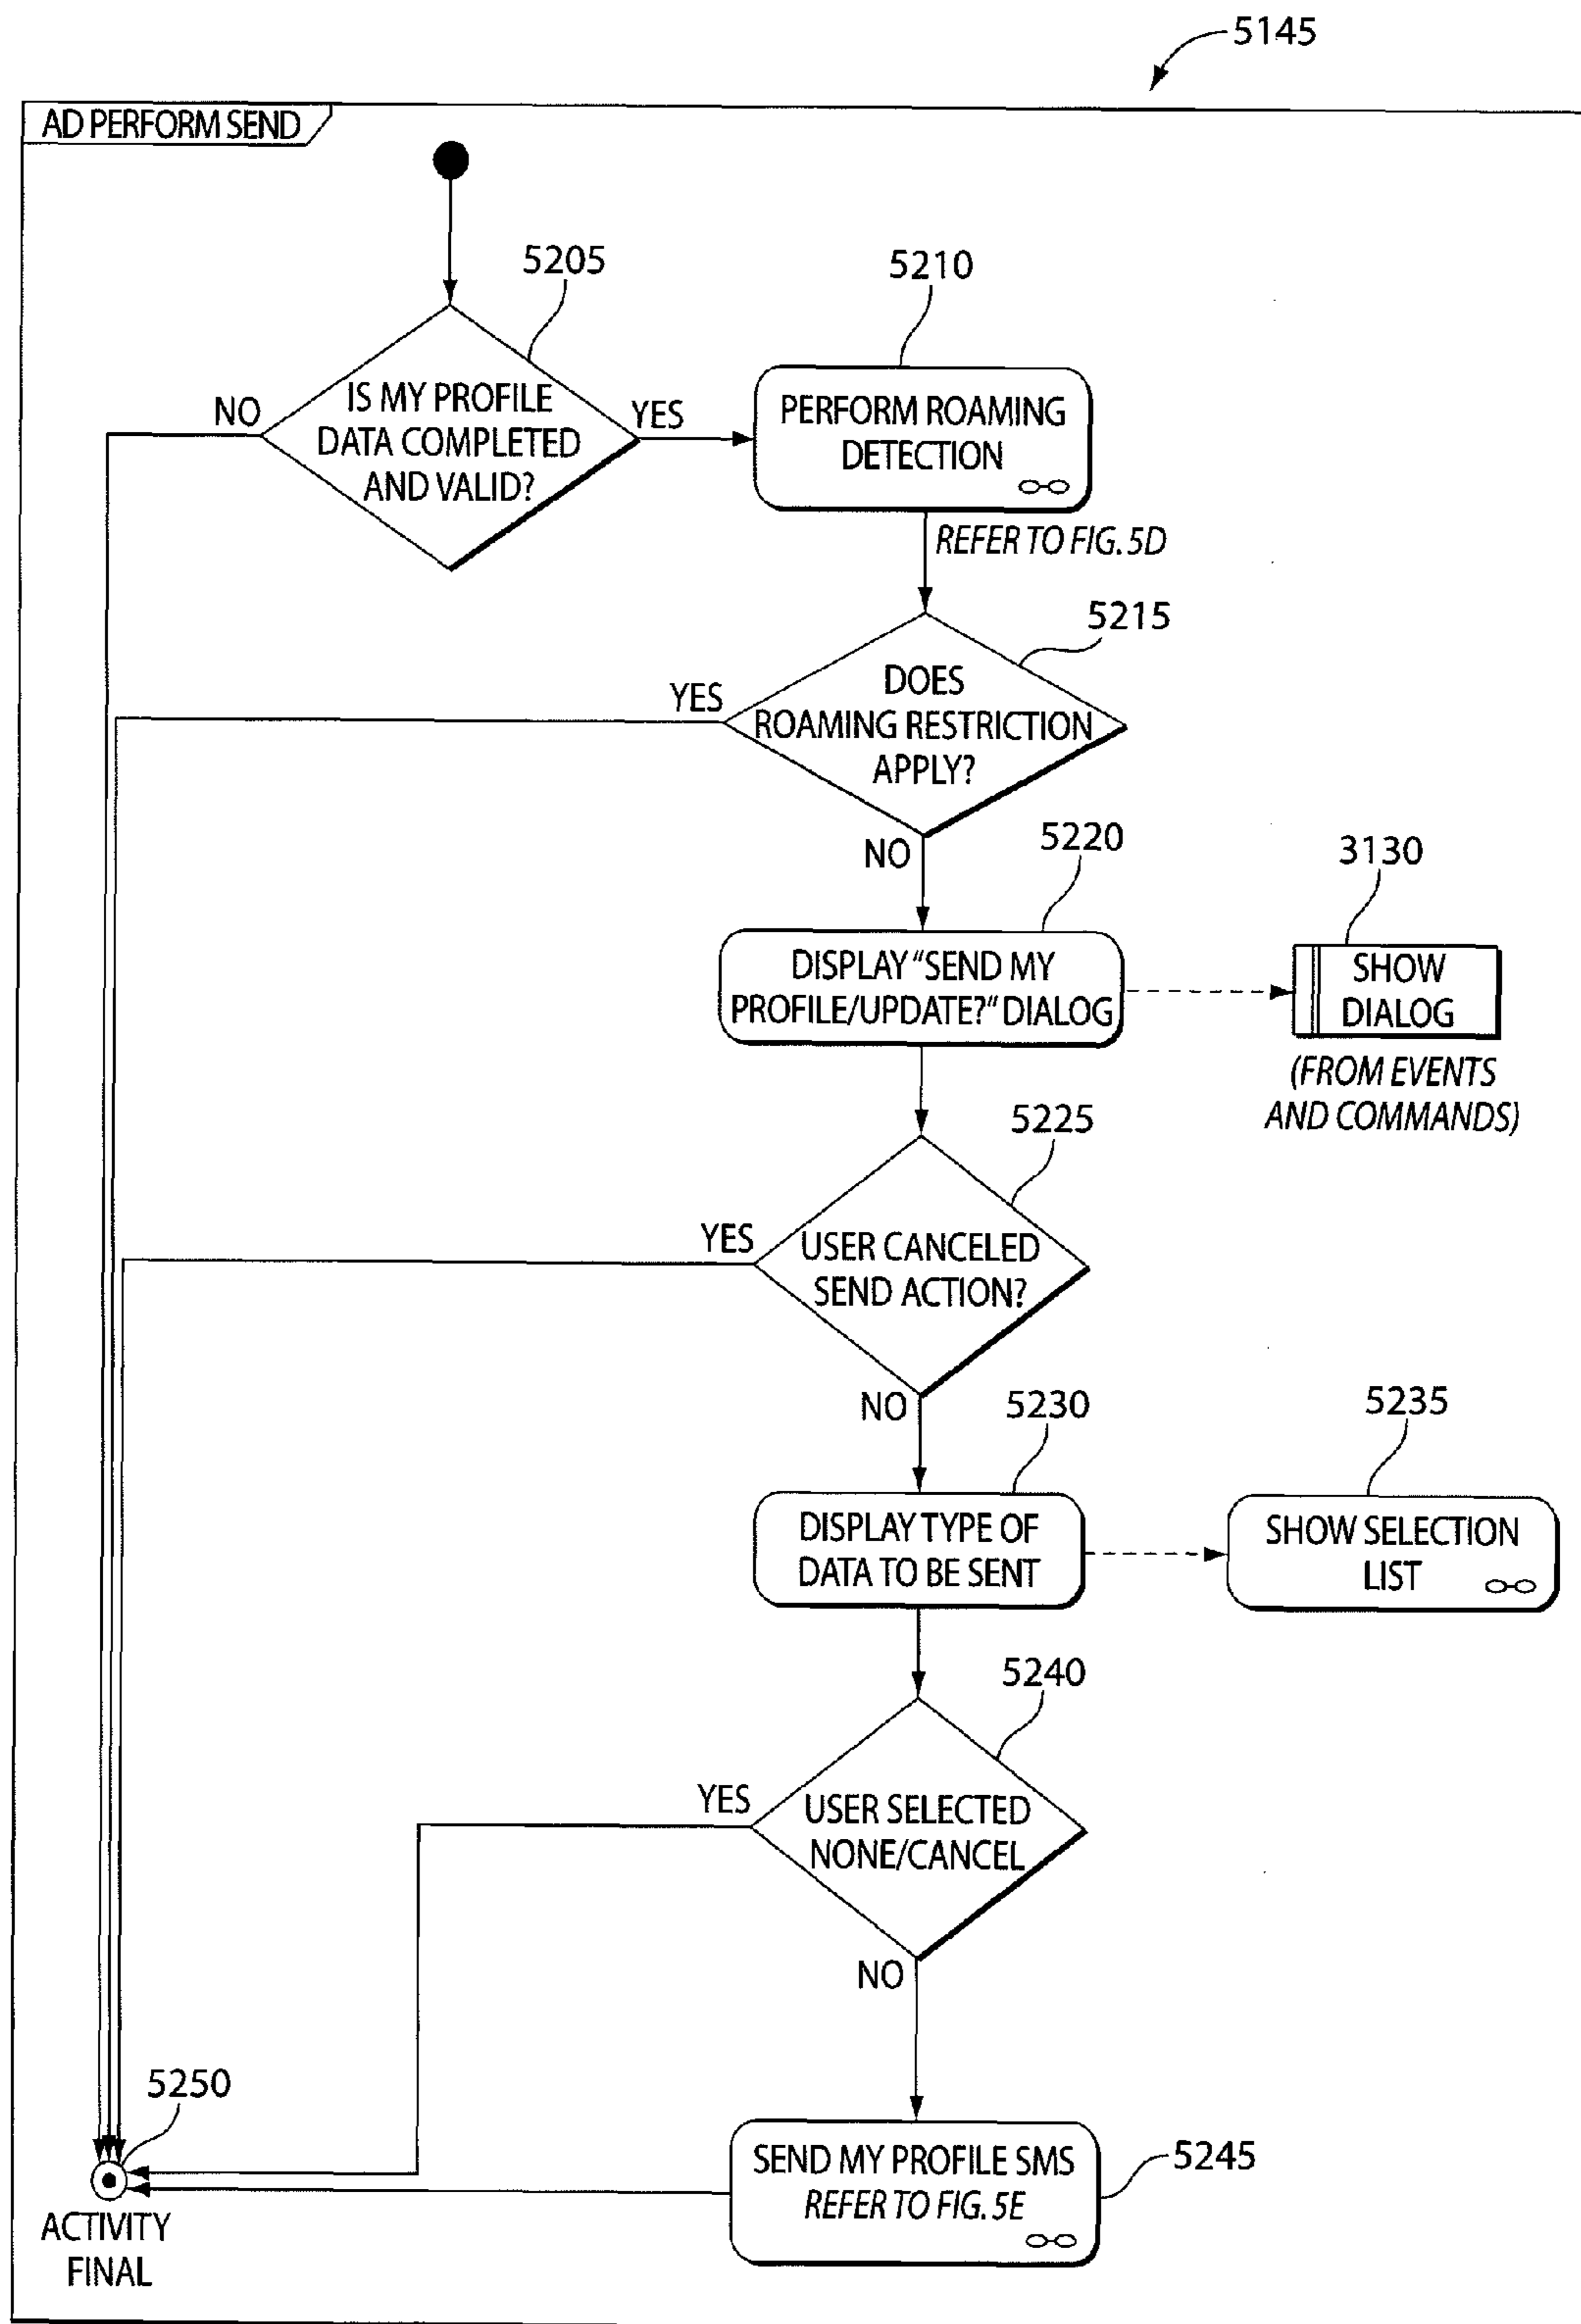 5145
AD PERFORM SEND
5205
5210
NO
IS MY PROFILE
DATA COMPLETED
AND VALID?
YES
PERFORM ROAMING
DETECTION
REFER TO FIG. 5D
5215
YES
DOES
ROAMING RESTRICTION
APPLY?
NO
5220
3130
DISPLAY "SEND MY
PROFILE/UPDATE?" DIALOG
SHOW
DIALOG
(FROM EVENTS
AND COMMANDS)
5225
YES
USER CANCELED
SEND ACTION?
NO
5230
5235
DISPLAY TYPE OF
DATA TO BE SENT
SHOW SELECTION
LIST
5240
YES
USER SELECTED
NONE/CANCEL
NO
5250
SEND MY PROFILE SMS
REFER TO FIG. 5E
5245
ACTIVITY
FINAL